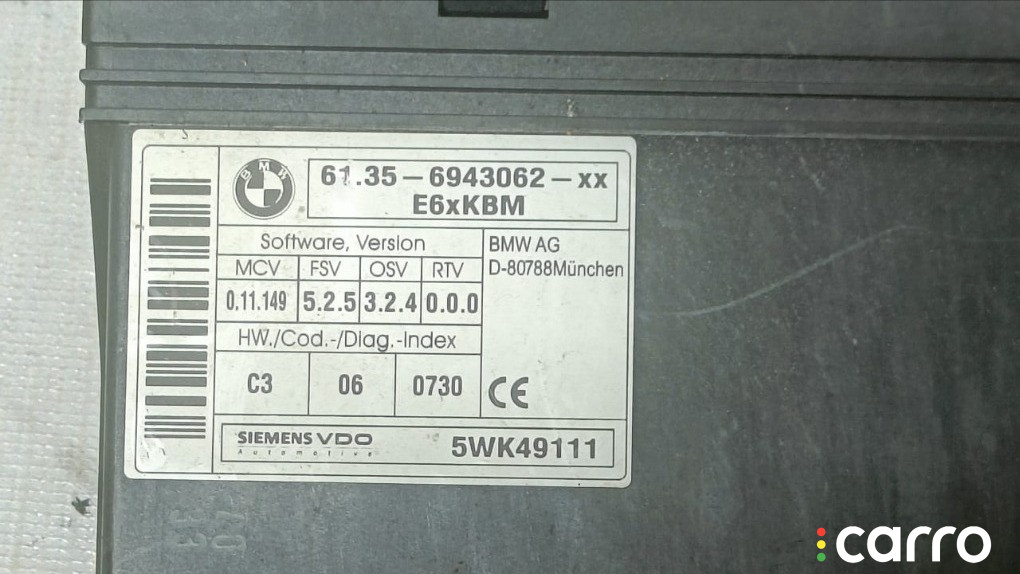 BMW
61.35-6943062-xx
E6xKBM
Software, Version
MCV FSV OSV RTV
0.11.149 5.2.5 3.2.4 0.0.0
HW./Cod.-/Diag.-Index
C3 06 0730
BMW AG
D-80788München
CE
SIEMENS VDO
Automotive
5WK49111
carro